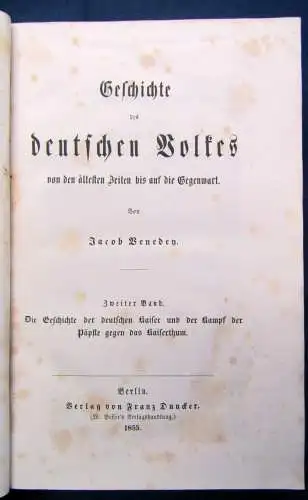 Geschichte
des
deutschen Volkes
von den ältesten Zeiten bis auf die Gegenwart.
Von
Jacob Venedey.
Zweiter Band.
Die Geschichte der deutschen Kaiser und der Kampf der
Päpste gegen das Kaiserthum.
Berlin.
Verlag von Franz Duncker.
(W. Besser's Verlagshandlung.)
1855.